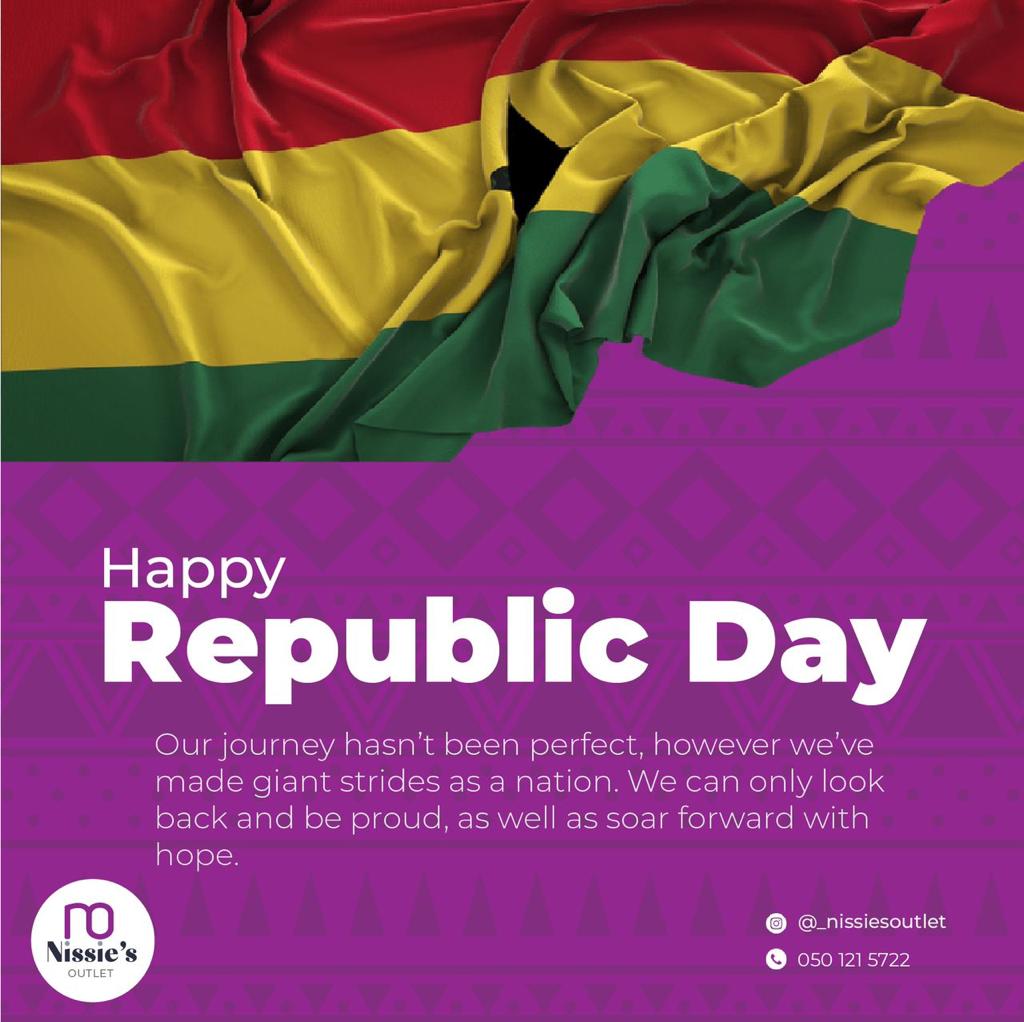 Happy
Republic Day
Our journey hasn’t been perfect, however we’ve
made giant strides as a nation. We can only look
back and be proud, as well as soar forward with
hope.
Nissie’s
OUTLET
@_nissiesoutlet
050 121 5722